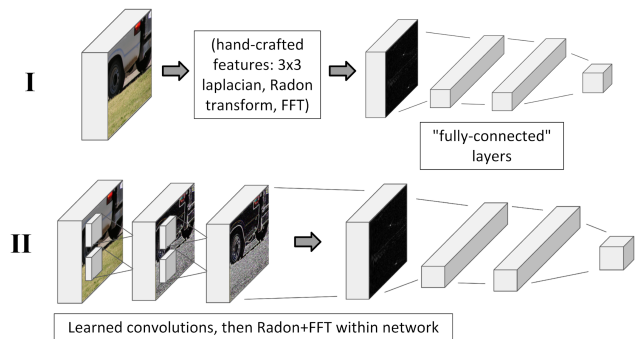 I
(hand-crafted
features: 3x3
laplacian, Radon
transform, FFT)
"fully-connected"
layers
II
Learned convolutions, then Radon+FFT within network